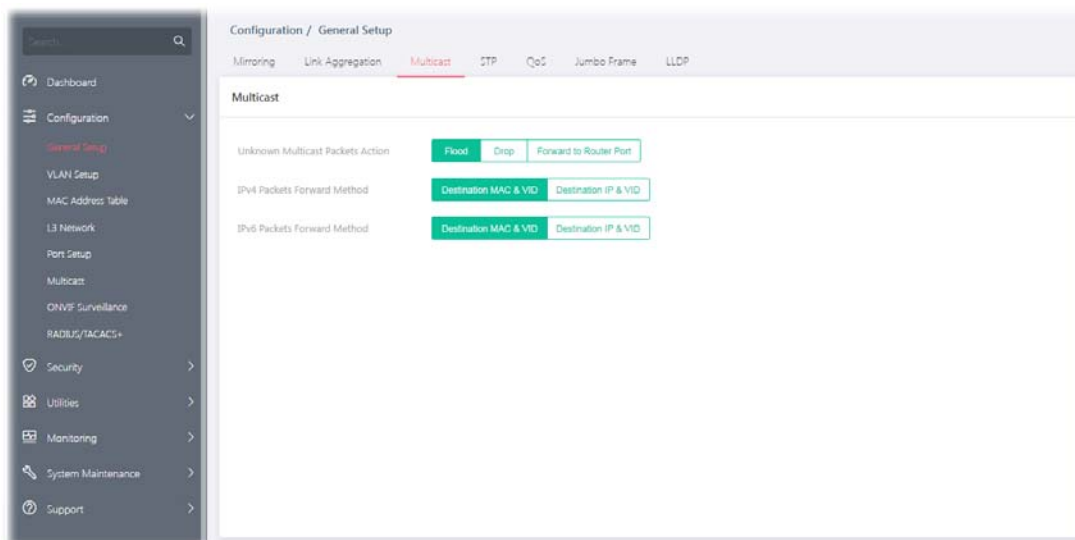 Search...
Dashboard
Configuration
General Setup
VLAN Setup
MAC Address Table
L3 Network
Port Setup
Multicast
ONVIF Surveillance
RADIUS/TACACS+
Security
Utilities
Monitoring
System Maintenance
Support
Configuration / General Setup
Mirroring Link Aggregation Multicast STP QoS Jumbo Frame LLDP
Multicast
Unknown Multicast Packets Action Flood Drop Forward to Router Port
IPv4 Packets Forward Method Destination MAC & VID Destination IP & VID
IPv6 Packets Forward Method Destination MAC & VID Destination IP & VID